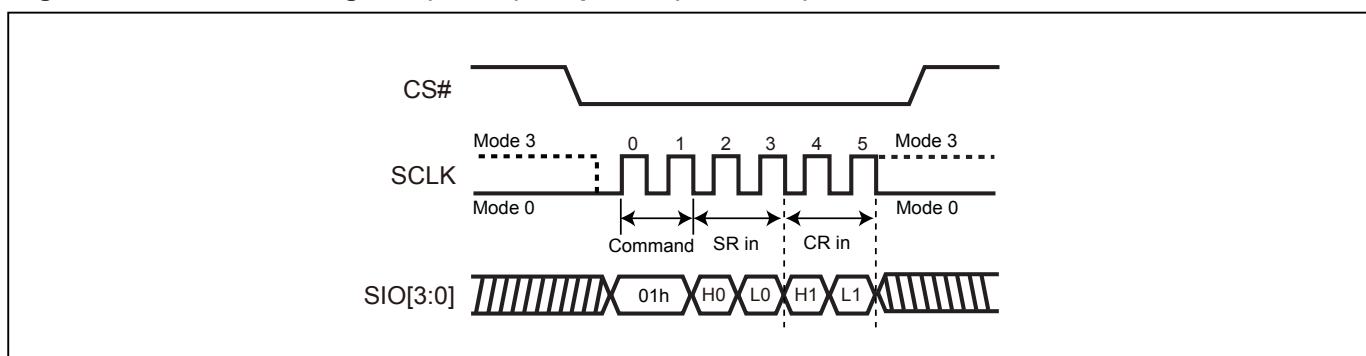 CS#
Mode 3 0 1 2 3 4 5 Mode 3
SCLK
Mode 0 Mode 0
Command SR in CR in
SIO[3:0] 01h H0 L0 H1 L1